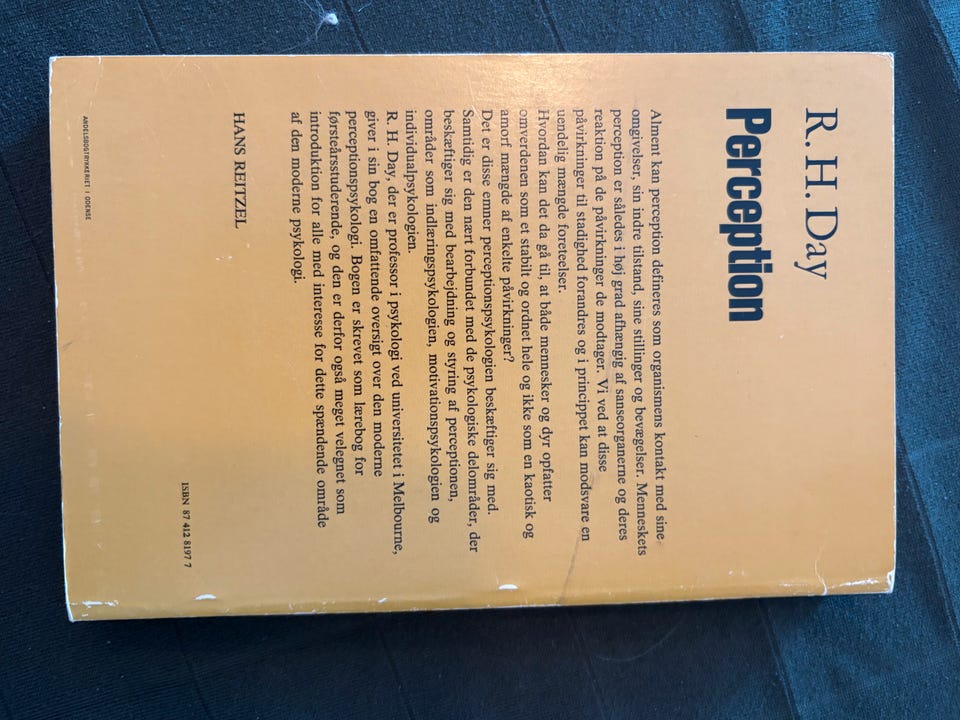 R. H. Day
Perception
Alment kan perception defineres som organismens kontakt med sine
omgivelser, sin indre tilstand, sine stillinger og bevægelser. Menneskets
perception er således i høj grad afhængig af sanseorganerne og deres
reaktion på de påvirkninger de modtager. Vi ved at disse
påvirkninger til stadighed forandres og i princippet kan modsvare en
uendelig mængde foreteelser.
Hvordan kan det da gå til, at både mennesker og dyr opfatter
omverdenen som et stabilt og ordnet hele og ikke som en kaotisk og
amorf mængde af enkelte påvirkninger?
Det er disse emner perceptionspsykologien beskæftiger sig med.
Samtidig er den nært forbundet med de psykologiske delområder, der
beskæftiger sig med bearbejdning og styring af perceptionen,
områder som indlæringspsykologien, motivationspsykologien og
individualpsykologien.
R. H. Day, der er professor i psykologi ved universitetet i Melbourne,
giver i sin bog en omfattende oversigt over den moderne
perceptionspsykologi. Bogen er skrevet som lærebog for
førsteårsstuderende, og den er derfor også meget velegnet som
introduktion for alle med interesse for dette spændende område
af den moderne psykologi.
HANS REITZEL
ISBN 87 412 8197 7
ANDELSBOGTRYKKERIET I ODENSE